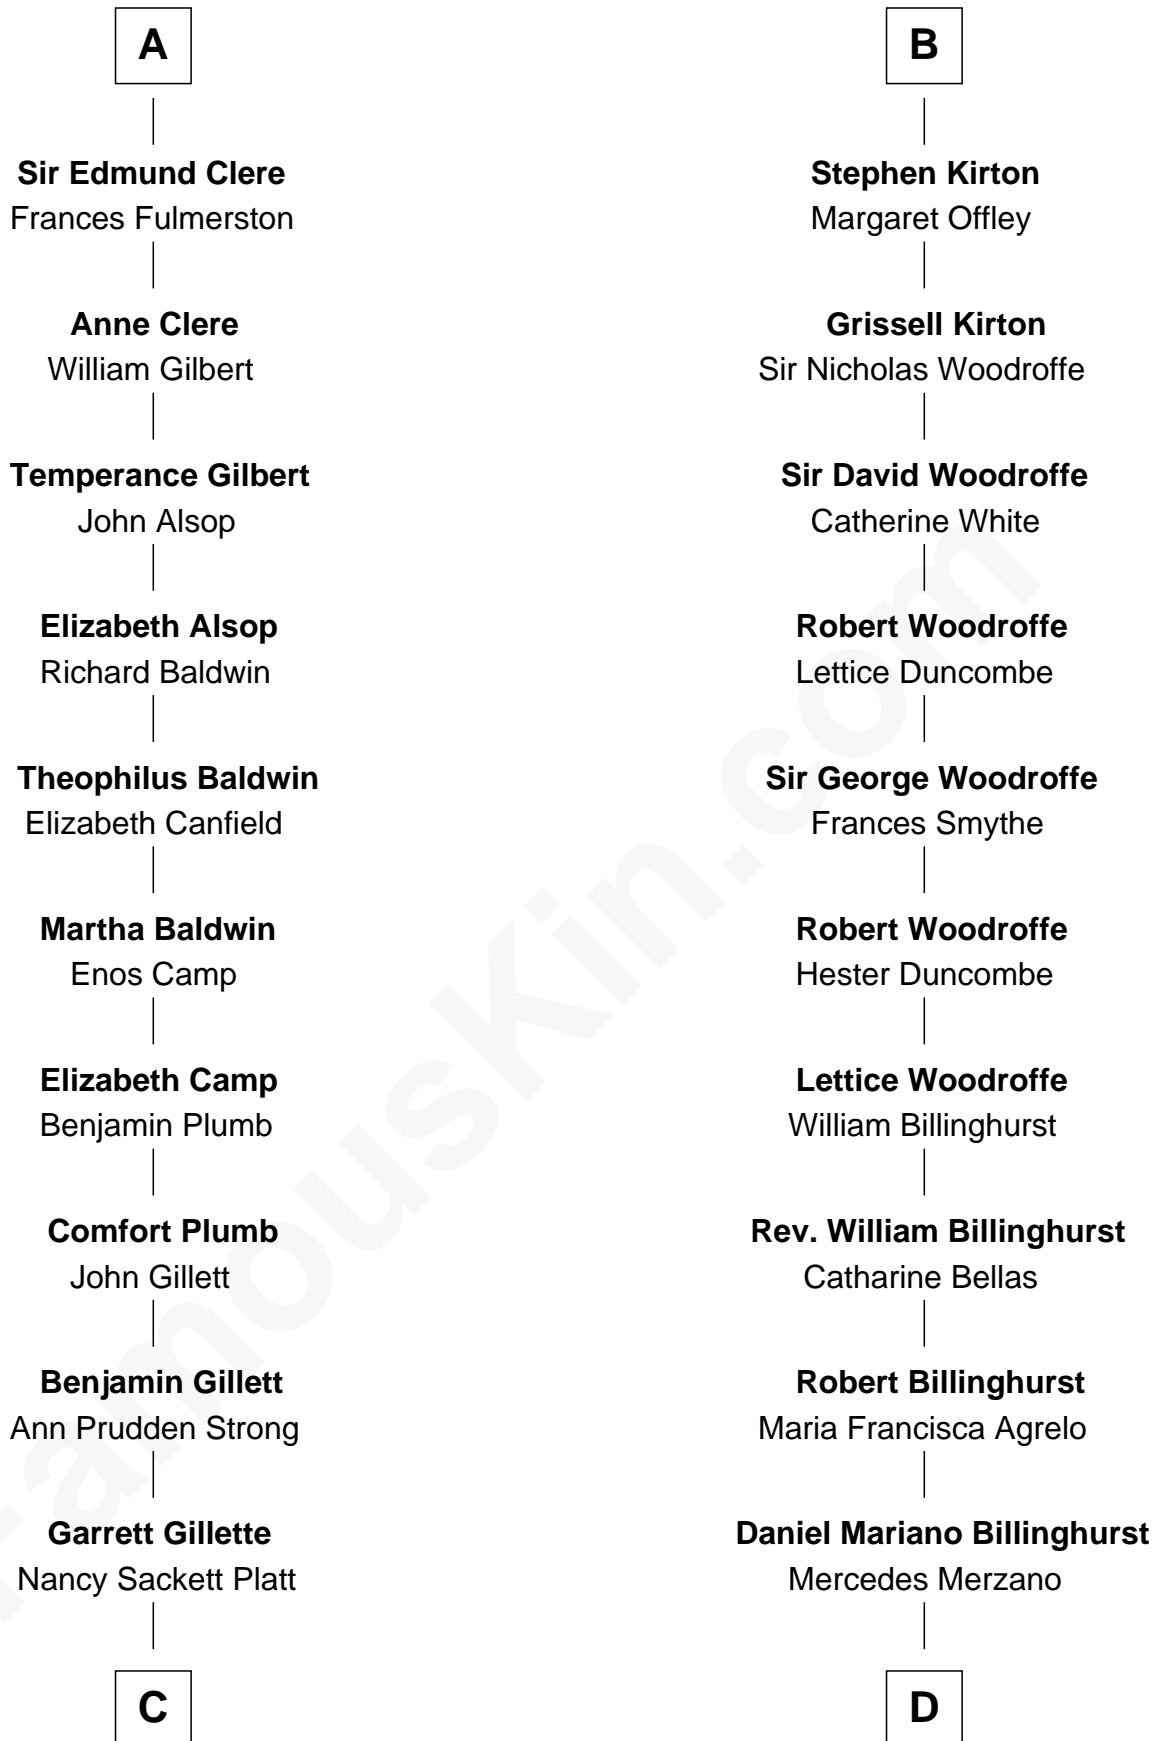 A
Sir Edmund Clere
Frances Fulmerston
Anne Clere
William Gilbert
Temperance Gilbert
John Alsop
Elizabeth Alsop
Richard Baldwin
Theophilus Baldwin
Elizabeth Canfield
Martha Baldwin
Enos Camp
Elizabeth Camp
Benjamin Plumb
Comfort Plumb
John Gillett
Benjamin Gillett
Ann Prudden Strong
Garrett Gillette
Nancy Sackett Platt
C
B
Stephen Kirton
Margaret Offley
Grissell Kirton
Sir Nicholas Woodroffe
Sir David Woodroffe
Catherine White
Robert Woodroffe
Lettice Duncombe
Sir George Woodroffe
Frances Smythe
Robert Woodroffe
Hester Duncombe
Lettice Woodroffe
William Billinghurst
Rev. William Billinghurst
Catharine Bellas
Robert Billinghurst
Maria Francisca Agrelo
Daniel Mariano Billinghurst
Mercedes Merzano
D
FamousKin.com